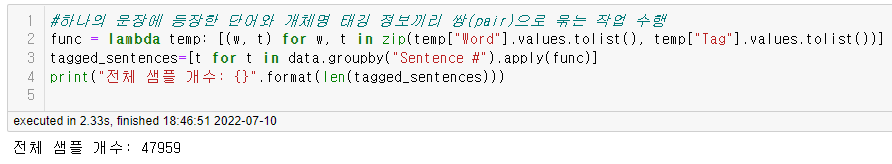 1 #하나의 문장에 등장한 단어와 개체명 태깅 정보끼리 쌍(pair)으로 묶는 작업 수행
2 func = lambda temp: [(w, t) for w, t in zip(temp["Word"].values.tolist(), temp["Tag"].values.tolist())]
3 tagged_sentences=[t for t in data.groupby("Sentence #").apply(func)]
4 print("전체 샘플 개수: {}".format(len(tagged_sentences)))
5
executed in 2.33s, finished 18:46:51 2022-07-10
전체 샘플 개수: 47959